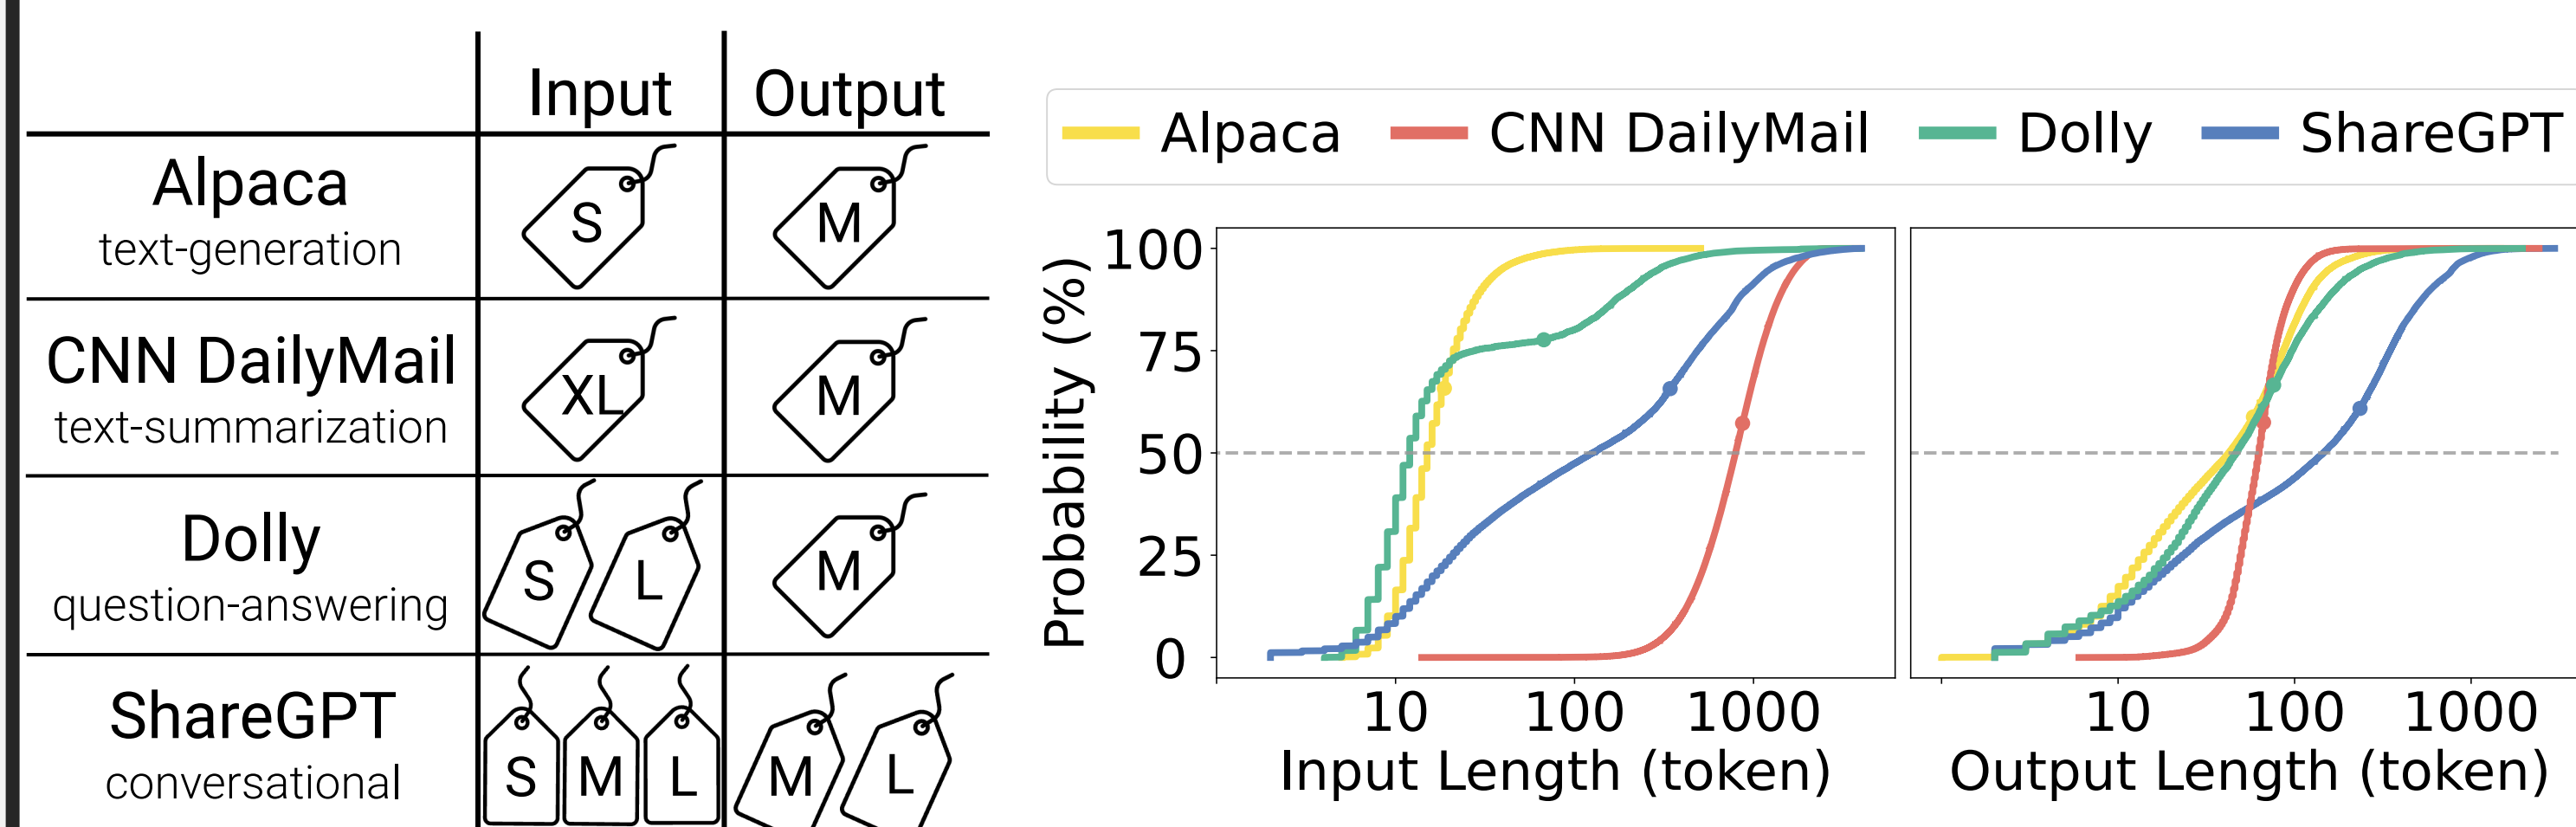 Input Output
Alpaca
text-generation
S M
CNN DailyMail
text-summarization
XL M
Dolly
question-answering
S L M
ShareGPT
conversational
S M L M L
Alpaca CNN DailyMail Dolly ShareGPT
Probability (%)
100
75
50
25
0
10 100 1000
Input Length (token)
10 100 1000
Output Length (token)